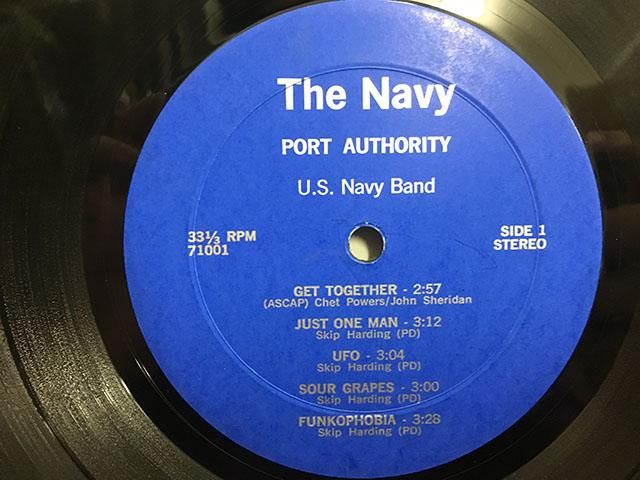 The Navy
PORT AUTHORITY
U.S. Navy Band
33⅓ RPM
71001
SIDE 1
STEREO
GET TOGETHER - 2:57
(ASCAP) Chet Powers/John Sheridan
JUST ONE MAN - 3:12
Skip Harding (PD)
UFO - 3:04
Skip Harding (PD)
SOUR GRAPES - 3:00
Skip Harding (PD)
FUNKOPHOBIA - 3:28
Skip Harding (PD)